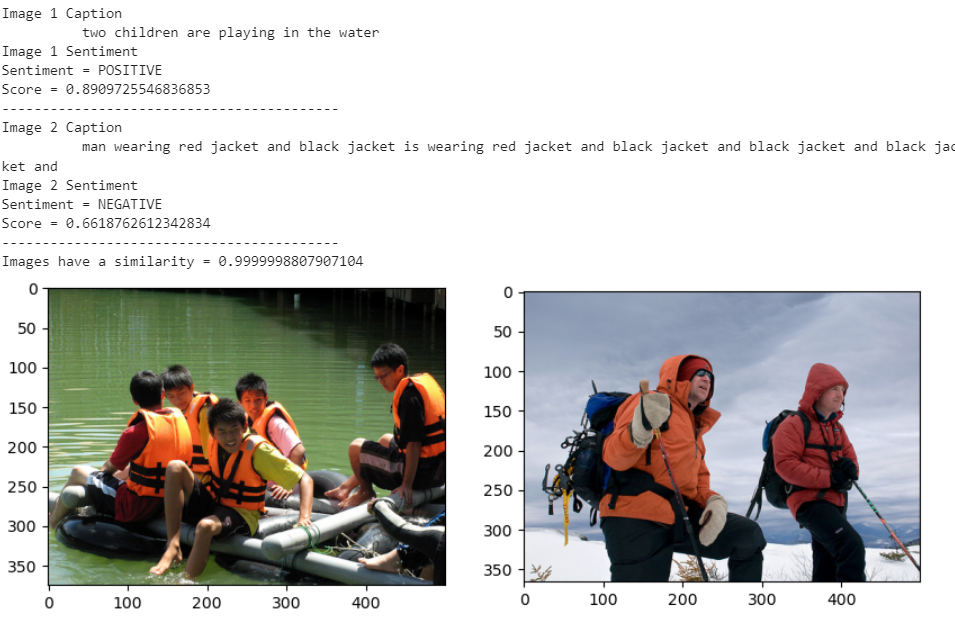 Image 1 Caption
two children are playing in the water
Image 1 Sentiment
Sentiment = POSITIVE
Score = 0.8909725546836853
------------------------------------------
Image 2 Caption
man wearing red jacket and black jacket is wearing red jacket and black jacket and black jacket and black jac
ket and
Image 2 Sentiment
Sentiment = NEGATIVE
Score = 0.6618762612342834
------------------------------------------
Images have a similarity = 0.9999998807907104
0
50
100
150
200
250
300
350
0 100 200 300 400
0
50
100
150
200
250
300
350
0 100 200 300 400